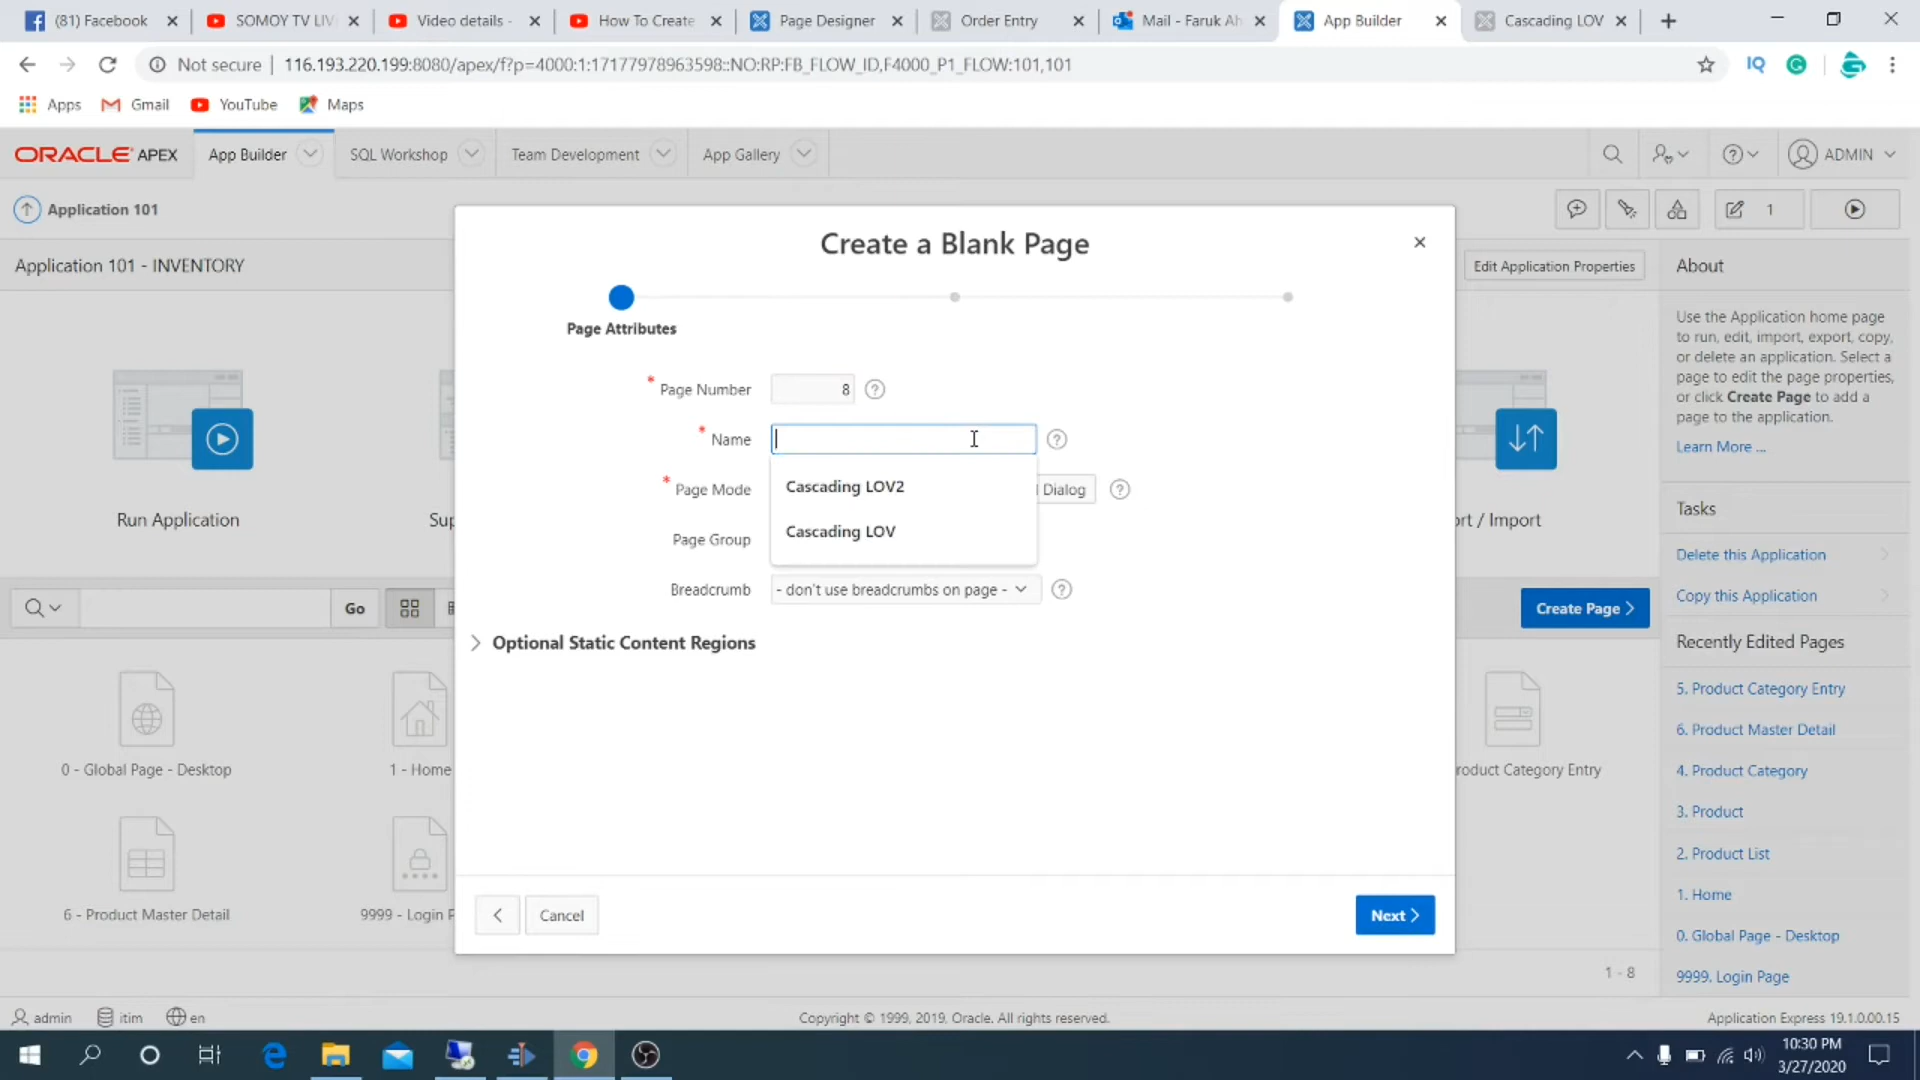 (81) Facebook
SOMOY TV LIV
Video details -
How To Create
Page Designer
Order Entry
Mail - Faruk Ah
App Builder
Cascading LOV
Not secure | 116.193.220.199:8080/apex/f?p=4000:1:17177978963598::NO:RP:FB_FLOW_ID,F4000_P1_FLOW:101,101
IQ
Apps
Gmail
YouTube
Maps
ORACLE APEX
App Builder
SQL Workshop
Team Development
App Gallery
ADMIN
Application 101
1
Application 101 - INVENTORY
Edit Application Properties
About
Use the Application home page
to run, edit, import, export, copy,
or delete an application. Select a
page to edit the page properties,
or click Create Page to add a
page to the application.
Learn More ...
Create a Blank Page
Page Attributes
* Page Number 8
* Name
Cascading LOV2
Cascading LOV
* Page Mode
Dialog
Page Group
Breadcrumb - don't use breadcrumbs on page -
Optional Static Content Regions
Cancel
Next
Run Application
Sup
ort / Import
Go
Create Page
Tasks
Delete this Application
Copy this Application
Recently Edited Pages
5. Product Category Entry
6. Product Master Detail
4. Product Category
3. Product
2. Product List
1. Home
0. Global Page - Desktop
9999. Login Page
0 - Global Page - Desktop
1 - Home
roduct Category Entry
6 - Product Master Detail
9999 - Login P
1 - 8
admin
itim
en
Copyright © 1999, 2019, Oracle. All rights reserved.
Application Express 19.1.0.00.15
10:30 PM
3/27/2020